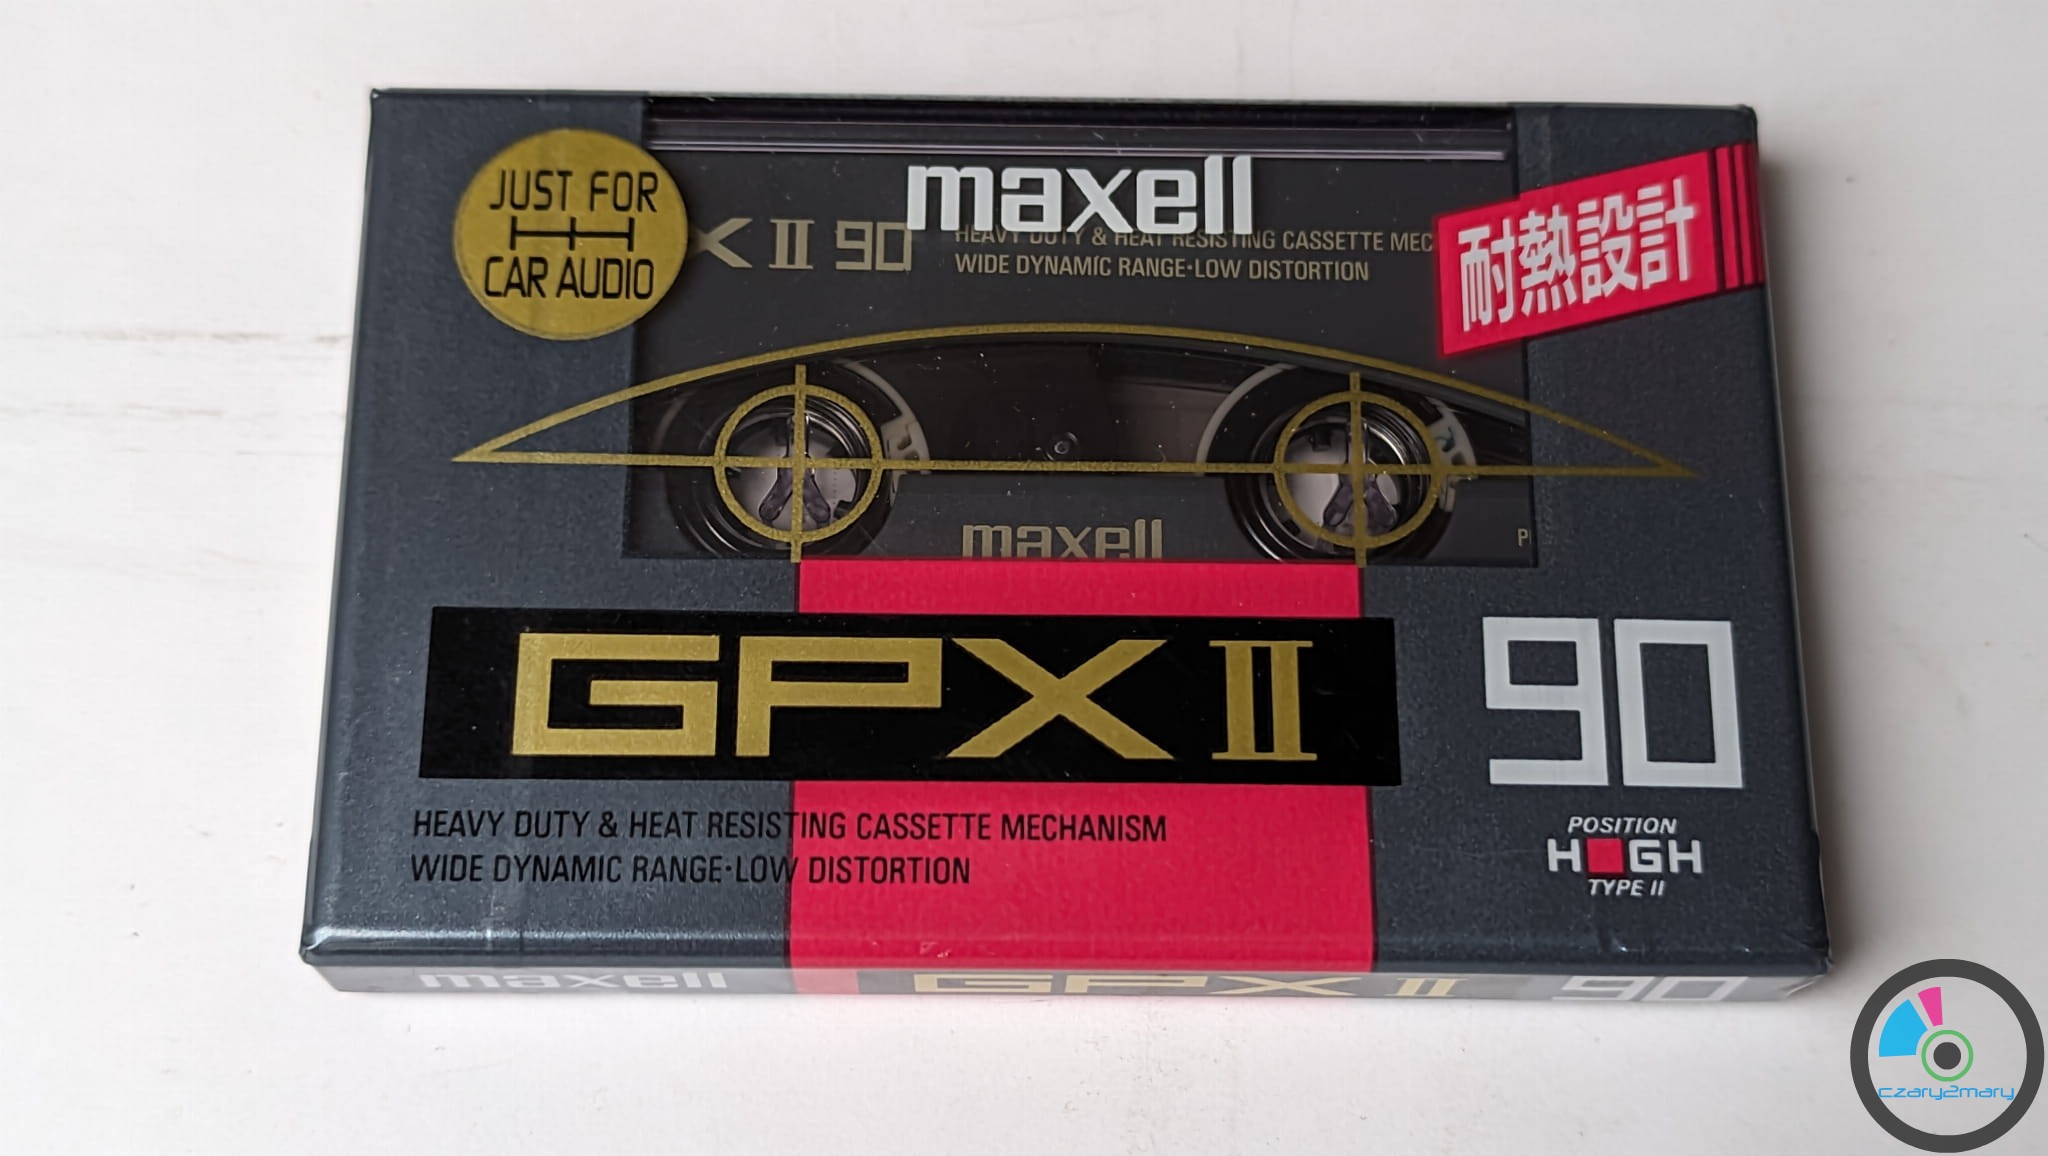 JUST FOR
CAR AUDIO
maxell
X II 90
HEAVY DUTY & HEAT RESISTING CASSETTE MEC
WIDE DYNAMIC RANGE·LOW DISTORTION
耐熱設計
maxell
GPX II
90
HEAVY DUTY & HEAT RESISTING CASSETTE MECHANISM
WIDE DYNAMIC RANGE·LOW DISTORTION
POSITION
HIGH
TYPE II
maxell GPX II 90
czary2mary